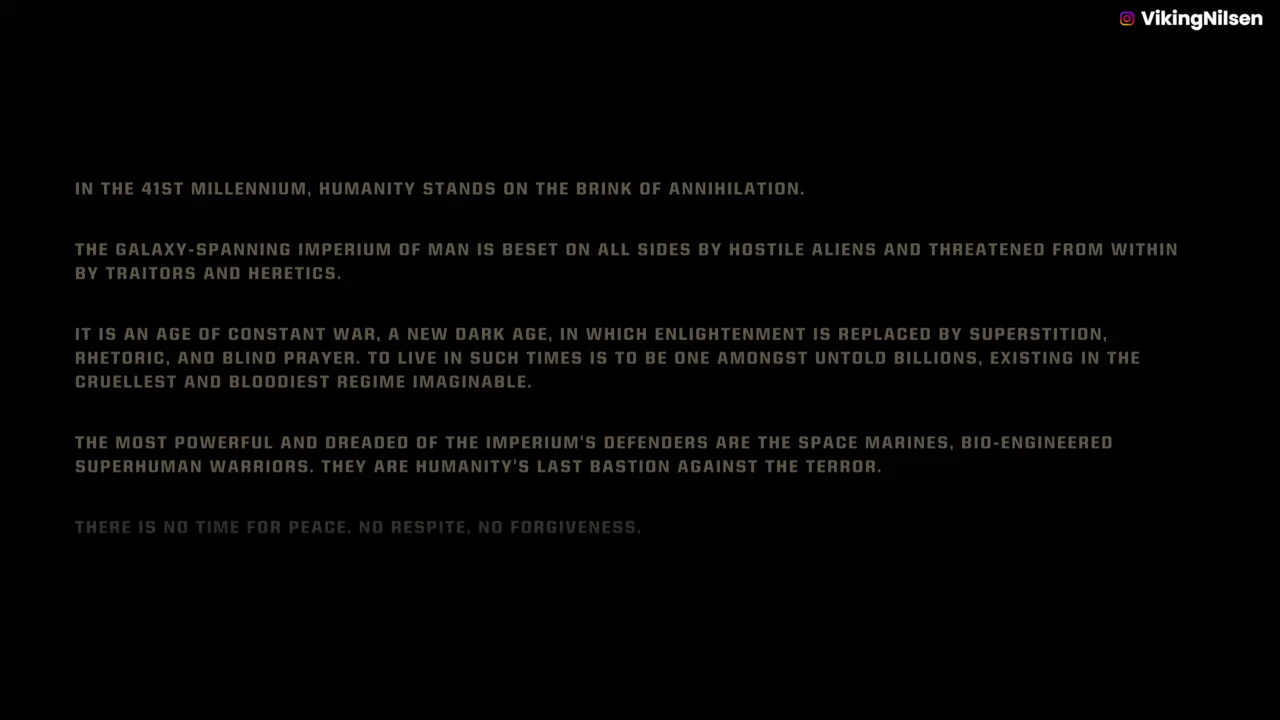 VikingNilsen
IN THE 41ST MILLENNIUM, HUMANITY STANDS ON THE BRINK OF ANNIHILATION.
THE GALAXY-SPANNING IMPERIUM OF MAN IS BESET ON ALL SIDES BY HOSTILE ALIENS AND THREATENED FROM WITHIN
BY TRAITORS AND HERETICS.
IT IS AN AGE OF CONSTANT WAR, A NEW DARK AGE, IN WHICH ENLIGHTENMENT IS REPLACED BY SUPERSTITION,
RHETORIC, AND BLIND PRAYER. TO LIVE IN SUCH TIMES IS TO BE ONE AMONGST UNTOLD BILLIONS, EXISTING IN THE
CRUELLEST AND BLOODIEST REGIME IMAGINABLE.
THE MOST POWERFUL AND DREADED OF THE IMPERIUM'S DEFENDERS ARE THE SPACE MARINES, BIO-ENGINEERED
SUPERHUMAN WARRIORS. THEY ARE HUMANITY'S LAST BASTION AGAINST THE TERROR.
THERE IS NO TIME FOR PEACE. NO RESPITE, NO FORGIVENESS.